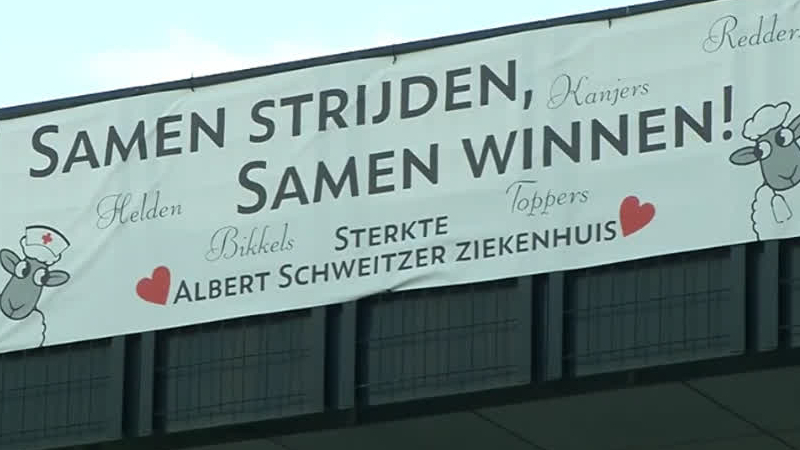 Redders
SAMEN STRIJDEN,
Kanjers
SAMEN WINNEN!
Helden
Toppers
Bikkels
STERKTE
ALBERT SCHWEITZER ZIEKENHUIS